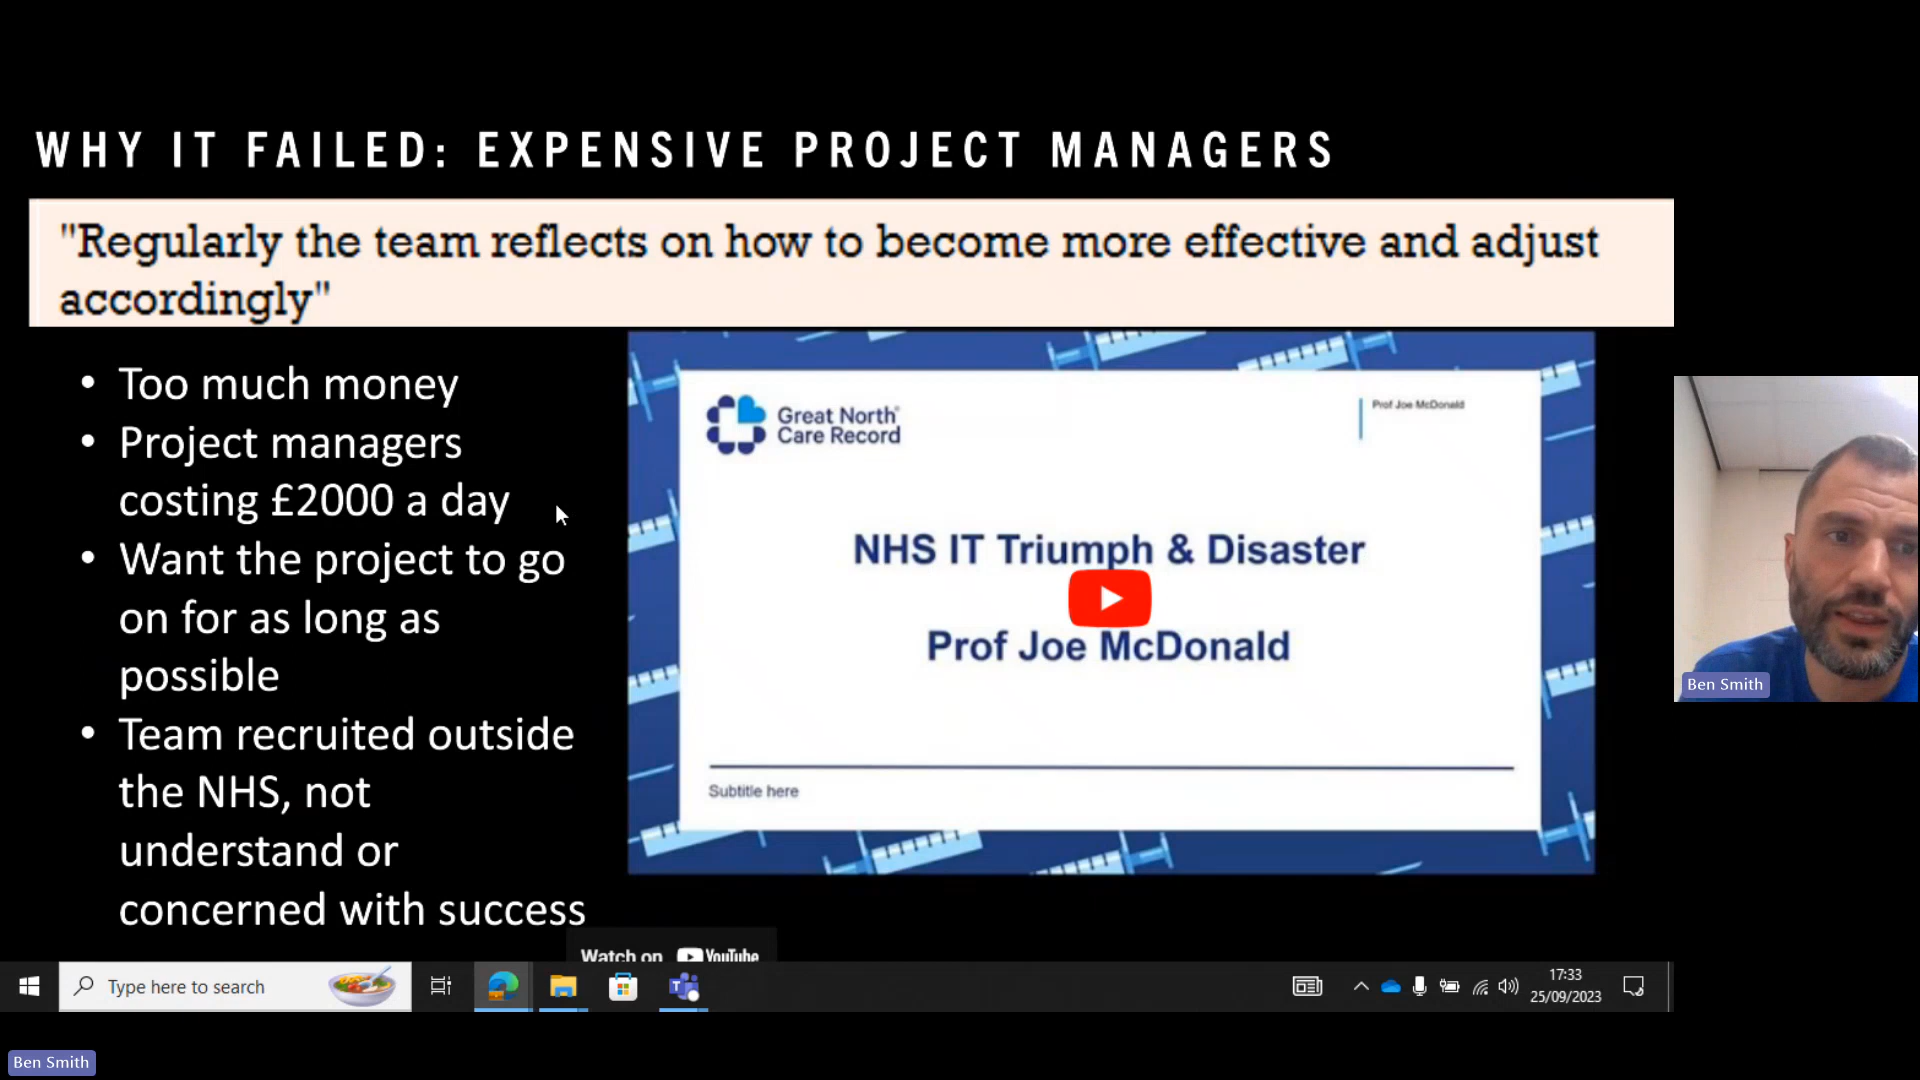 WHY IT FAILED: EXPENSIVE PROJECT MANAGERS
"Regularly the team reflects on how to become more effective and adjust
accordingly"
• Too much money
• Project managers
costing £2000 a day
• Want the project to go
on for as long as
possible
• Team recruited outside
the NHS, not
understand or
concerned with success
Great North
Care Record
Prof Joe McDonald
NHS IT Triumph & Disaster
Prof Joe McDonald
Subtitle here
Watch on YouTube
Ben Smith
Type here to search
17:33
25/09/2023
Ben Smith